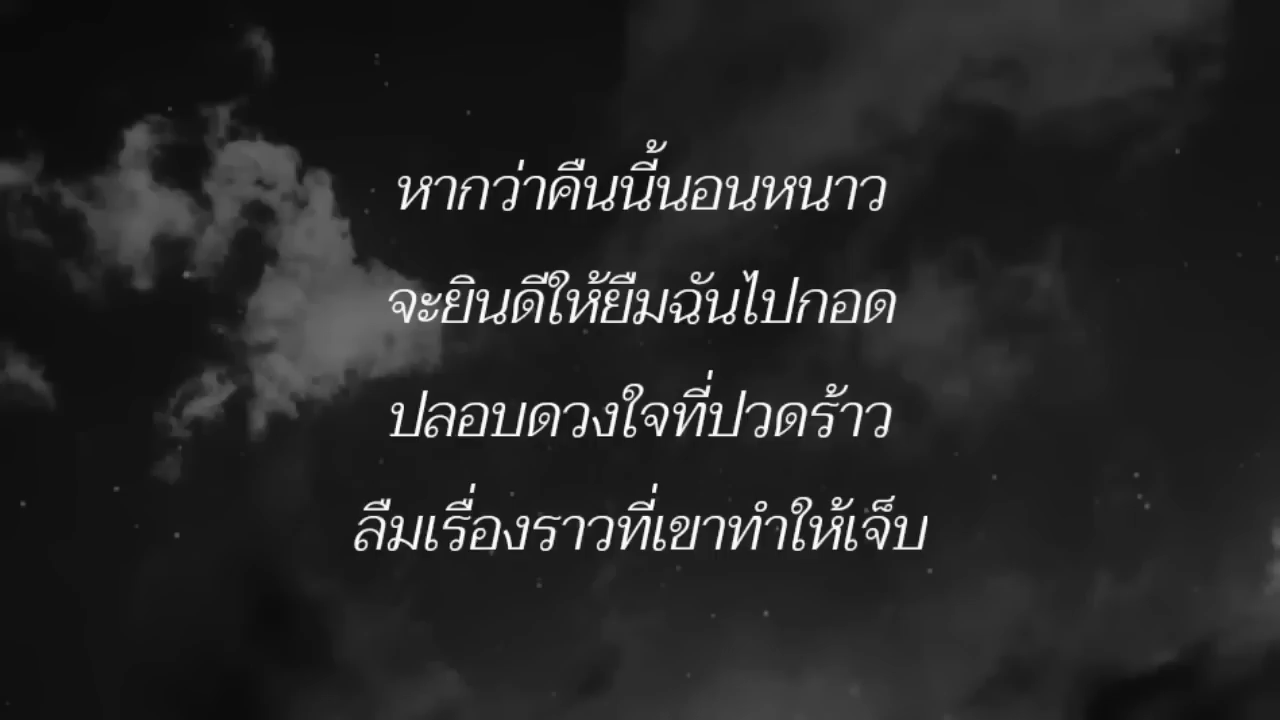 หากว่าคืนนี้นอนหนาว
จะยินดีให้ยืมฉันไปกอด
ปลอบดวงใจที่ปวดร้าว
ลืมเรื่องราวที่เขาทำให้เจ็บ